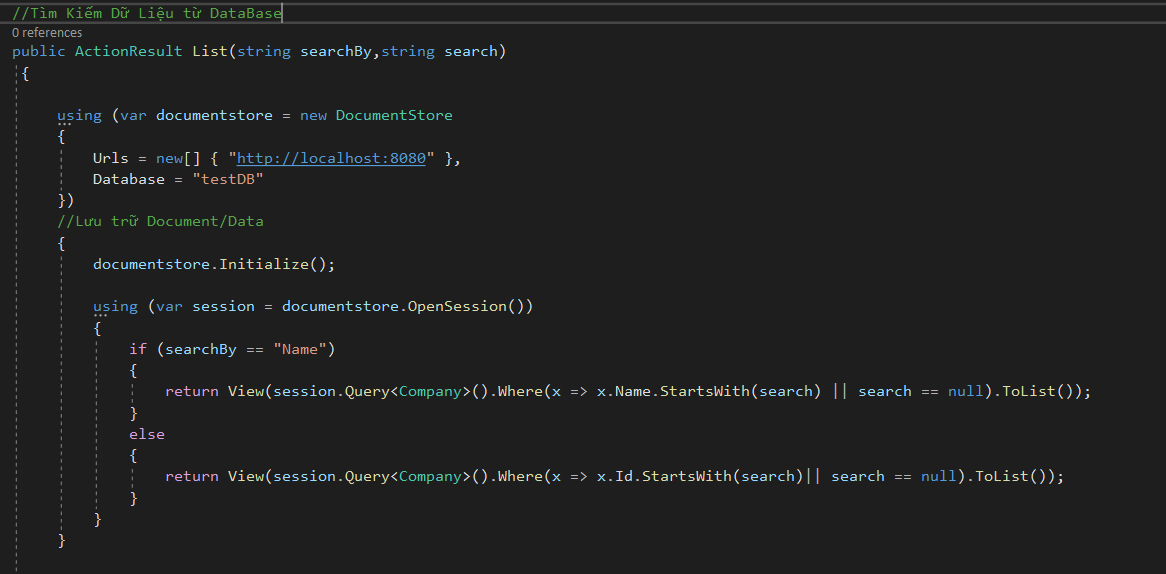 //Tìm Kiếm Dữ Liệu từ DataBase
0 references
public ActionResult List(string searchBy,string search)
{
using (var documentstore = new DocumentStore
{
Urls = new[] { "http://localhost:8080" },
Database = "testDB"
})
//Lưu trữ Document/Data
{
documentstore.Initialize();
using (var session = documentstore.OpenSession())
{
if (searchBy == "Name")
{
return View(session.Query<Company>().Where(x => x.Name.StartsWith(search) || search == null).ToList());
}
else
{
return View(session.Query<Company>().Where(x => x.Id.StartsWith(search)|| search == null).ToList());
}
}
}